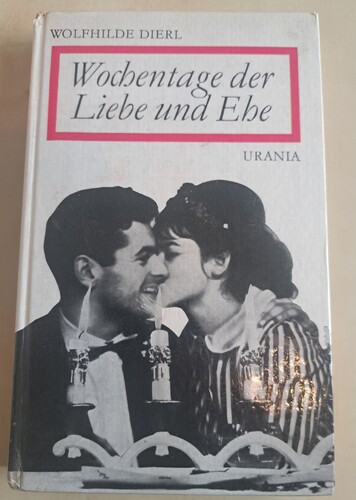 WOLFHILDE DIERL
Wochentage der
Liebe und Ehe
URANIA